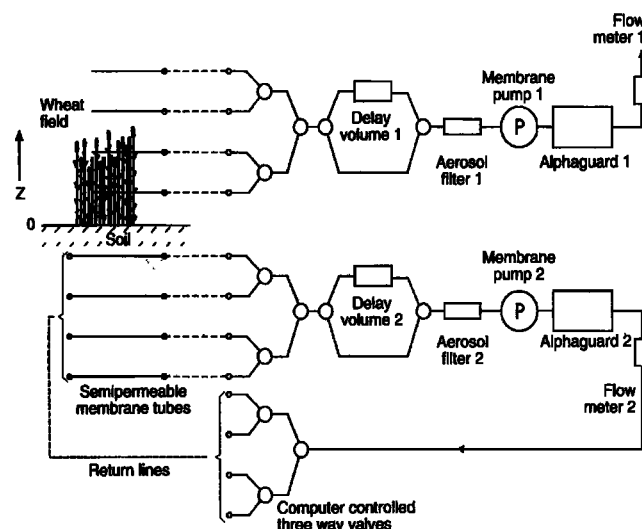 Flow
meter 1
Membrane
pump 1
Wheat
field
Delay
volume 1
P
Aerosol
filter 1
Alphaguard 1
Z
0
Soil
Membrane
pump 2
Delay
volume 2
P
Aerosol
filter 2
Alphaguard 2
Semipermeable
membrane tubes
Flow
meter 2
Return lines
Computer controlled
three way valves